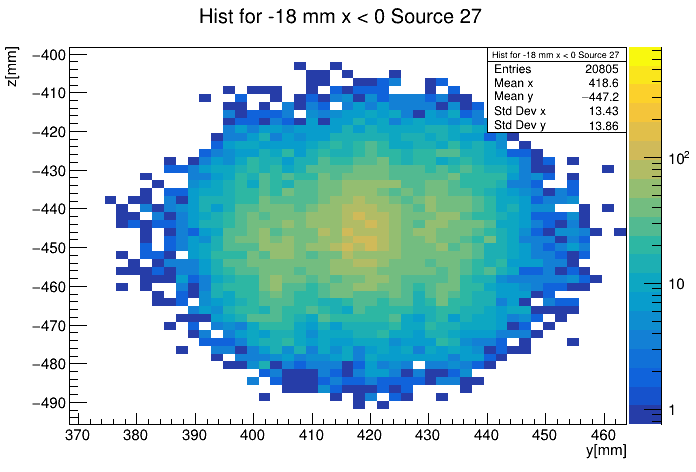 Hist for -18 mm x < 0 Source 27
z[mm]
Hist for -18 mm x < 0 Source 27
Entries 20805
Mean x 418.6
Mean y −447.2
Std Dev x 13.43
Std Dev y 13.86
−400
−410
−420
−430
−440
−450
−460
−470
−480
−490
10²
10
1
370 380 390 400 410 420 430 440 450 460
y[mm]